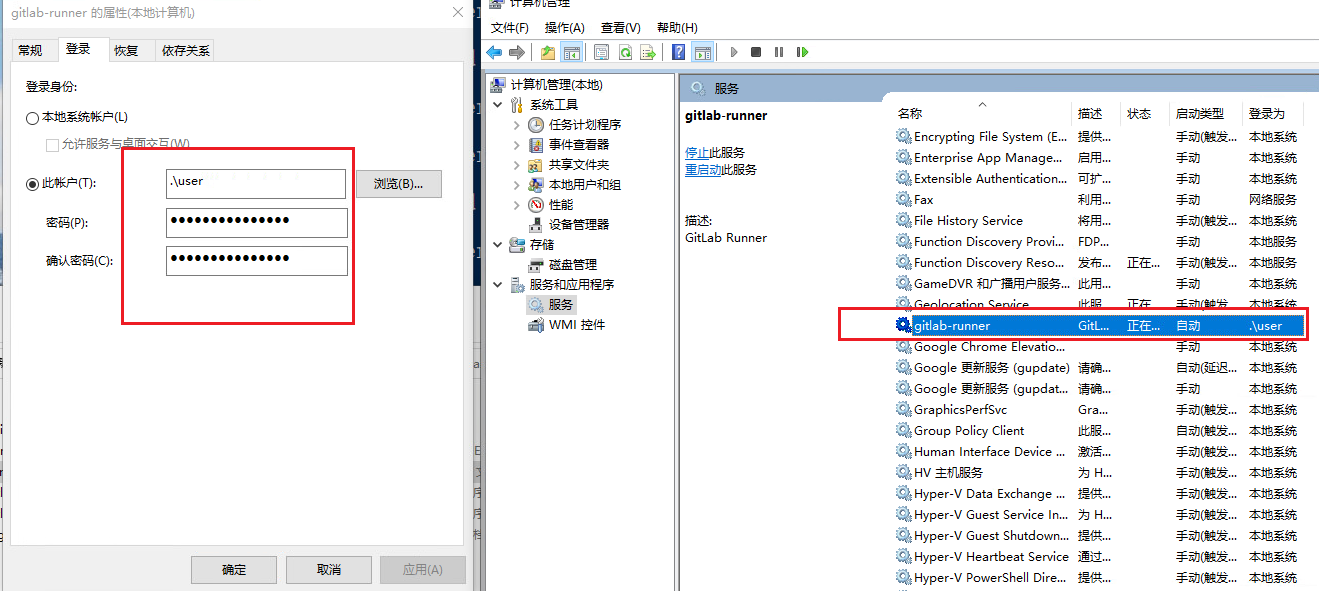 gitlab-runner 的属性(本地计算机)
常规 登录 恢复 依存关系
登录身份:
本地系统帐户(L)
允许服务与桌面交互(W)
此帐户(T):
.\user
浏览(B)...
密码(P):
●●●●●●●●●●●●●●●
确认密码(C):
●●●●●●●●●●●●●●●
确定 取消 应用(A)
计算机管理
文件(F) 操作(A) 查看(V) 帮助(H)
计算机管理(本地)
系统工具
任务计划程序
事件查看器
共享文件夹
本地用户和组
性能
设备管理器
存储
磁盘管理
服务和应用程序
服务
WMI 控件
服务
gitlab-runner
停止此服务
重启动此服务
描述:
GitLab Runner
名称 描述 状态 启动类型 登录为
Encrypting File System (E... 提供... 手动(触发... 本地系统
Enterprise App Manage... 启用... 手动 本地系统
Extensible Authentication... 可扩... 手动 本地系统
Fax 利用... 手动 网络服务
File History Service 将用... 手动(触发... 本地系统
Function Discovery Provi... FDP... 手动 本地服务
Function Discovery Reso... 发布... 正在... 手动(触发... 本地服务
GameDVR 和广播用户服务... 此用... 手动 本地系统
Geolocation Service 此服 正在 手动(触发 本地系统
gitlab-runner GitL... 正在... 自动 .\user
Google Chrome Elevatio... 手动 本地系统
Google 更新服务 (gupdate) 请确... 自动(延迟... 本地系统
Google 更新服务 (gupdat... 请确... 手动 本地系统
GraphicsPerfSvc Gra... 手动(触发... 本地系统
Group Policy Client 此服... 自动(触发... 本地系统
Human Interface Device ... 激活... 手动(触发... 本地系统
HV 主机服务 为 H... 手动(触发... 本地系统
Hyper-V Data Exchange ... 提供... 手动(触发... 本地系统
Hyper-V Guest Service In... 为 H... 手动(触发... 本地系统
Hyper-V Guest Shutdown... 提供... 手动(触发... 本地系统
Hyper-V Heartbeat Service 通过... 手动(触发... 本地系统
Hyper-V PowerShell Dire... 提供... 手动(触发... 本地系统